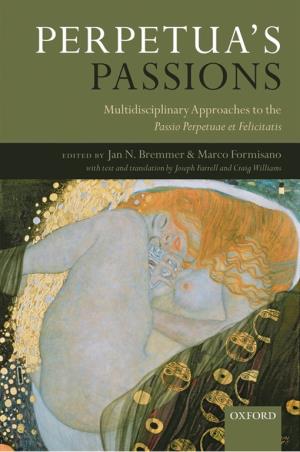 PERPETUA'S
PASSIONS
Multidisciplinary Approaches to the
Passio Perpetuae et Felicitatis
EDITED BY Jan N. Bremmer & Marco Formisano
with text and translation by Joseph Farrell and Craig Williams
OXFORD